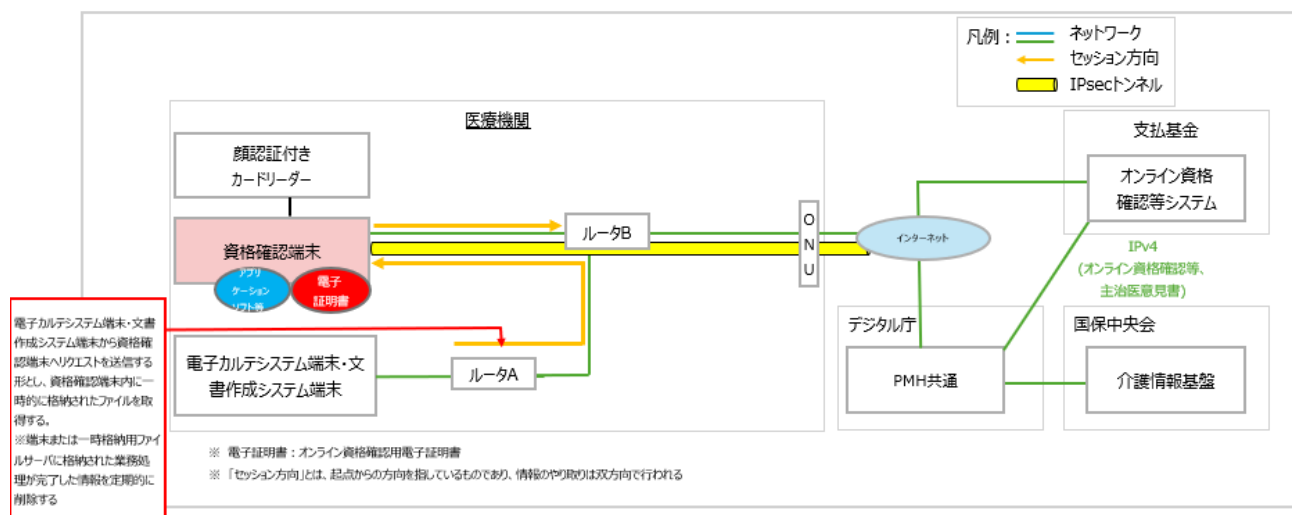 凡例：
ネットワーク
セッション方向
IPsecトンネル
医療機関
支払基金
顔認証付き
カードリーダー
オンライン資格
確認等システム
資格確認端末
ルータB
O
N
U
インターネット
アプリ
ケーション
ソフト等
電子
証明書
IPv4
(オンライン資格確認等、
主治医意見書)
電子カルテシステム端末・文書
作成システム端末から資格確
認端末へリクエストを送信する
形とし、資格確認端末内に一
時的に格納されたファイルを取
得する。
※端末または一時格納用ファイ
ルサーバに格納された業務処
理が完了した情報を定期的に
削除する
電子カルテシステム端末・文
書作成システム端末
ルータA
デジタル庁
PMH共通
国保中央会
介護情報基盤
※ 電子証明書：オンライン資格確認用電子証明書
※ 「セッション方向」とは、起点からの方向を指しているものであり、情報のやり取りは双方向で行われる